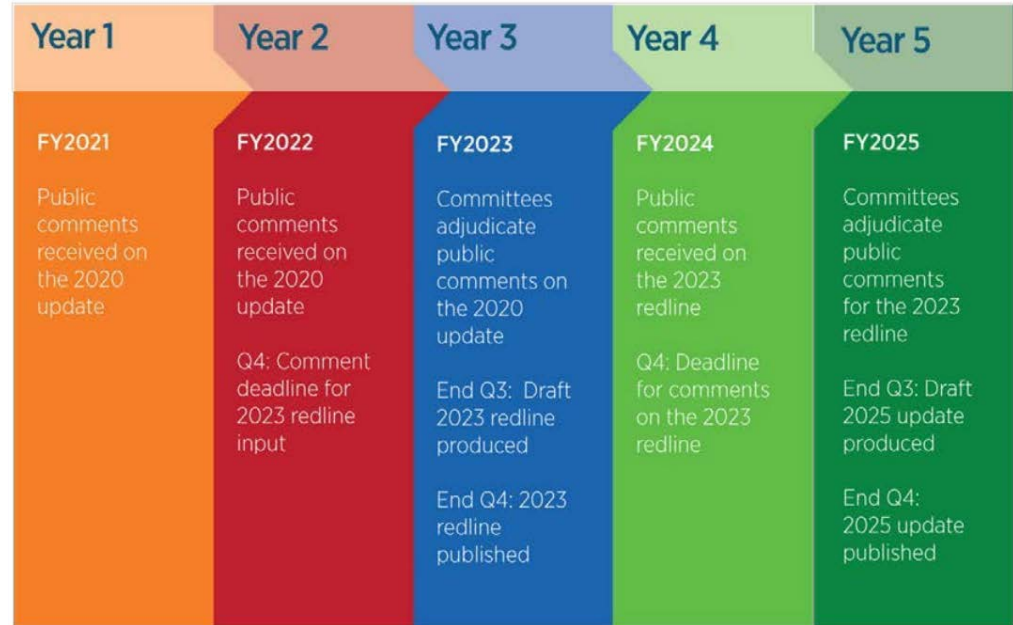 Year 1
FY2021
Public
comments
received on
the 2020
update
Year 2
FY2022
Public
comments
received on
the 2020
update
Q4: Comment
deadline for
2023 redline
input
Year 3
FY2023
Committees
adjudicate
public
comments on
the 2020
update
End Q3: Draft
2023 redline
produced
End Q4: 2023
redline
published
Year 4
FY2024
Public
comments
received on
the 2023
redline
Q4: Deadline
for comments
on the 2023
redline
Year 5
FY2025
Committees
adjudicate
public
comments
for the 2023
redline
End Q3: Draft
2025 update
produced
End Q4:
2025 update
published